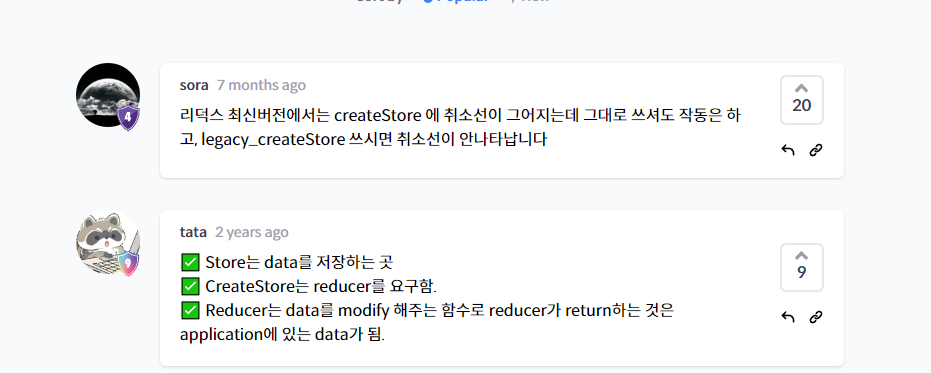 sora 7 months ago
20
리덕스 최신버전에서는 createStore 에 취소선이 그어지는데 그대로 쓰셔도 작동은 하
고, legacy_createStore 쓰시면 취소선이 안나타납니다
4
tata 2 years ago
9
✅ Store는 data를 저장하는 곳
✅ CreateStore는 reducer를 요구함.
✅ Reducer는 data를 modify 해주는 함수로 reducer가 return하는 것은
application에 있는 data가 됨.
9